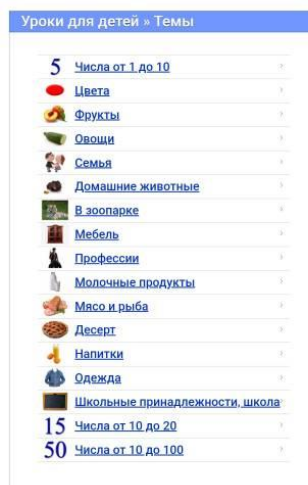 Уроки для детей » Темы
5 Числа от 1 до 10
Цвета
Фрукты
Овощи
Семья
Домашние животные
В зоопарке
Мебель
Профессии
Молочные продукты
Мясо и рыба
Десерт
Напитки
Одежда
Школьные принадлежности, школа
15 Числа от 10 до 20
50 Числа от 10 до 100